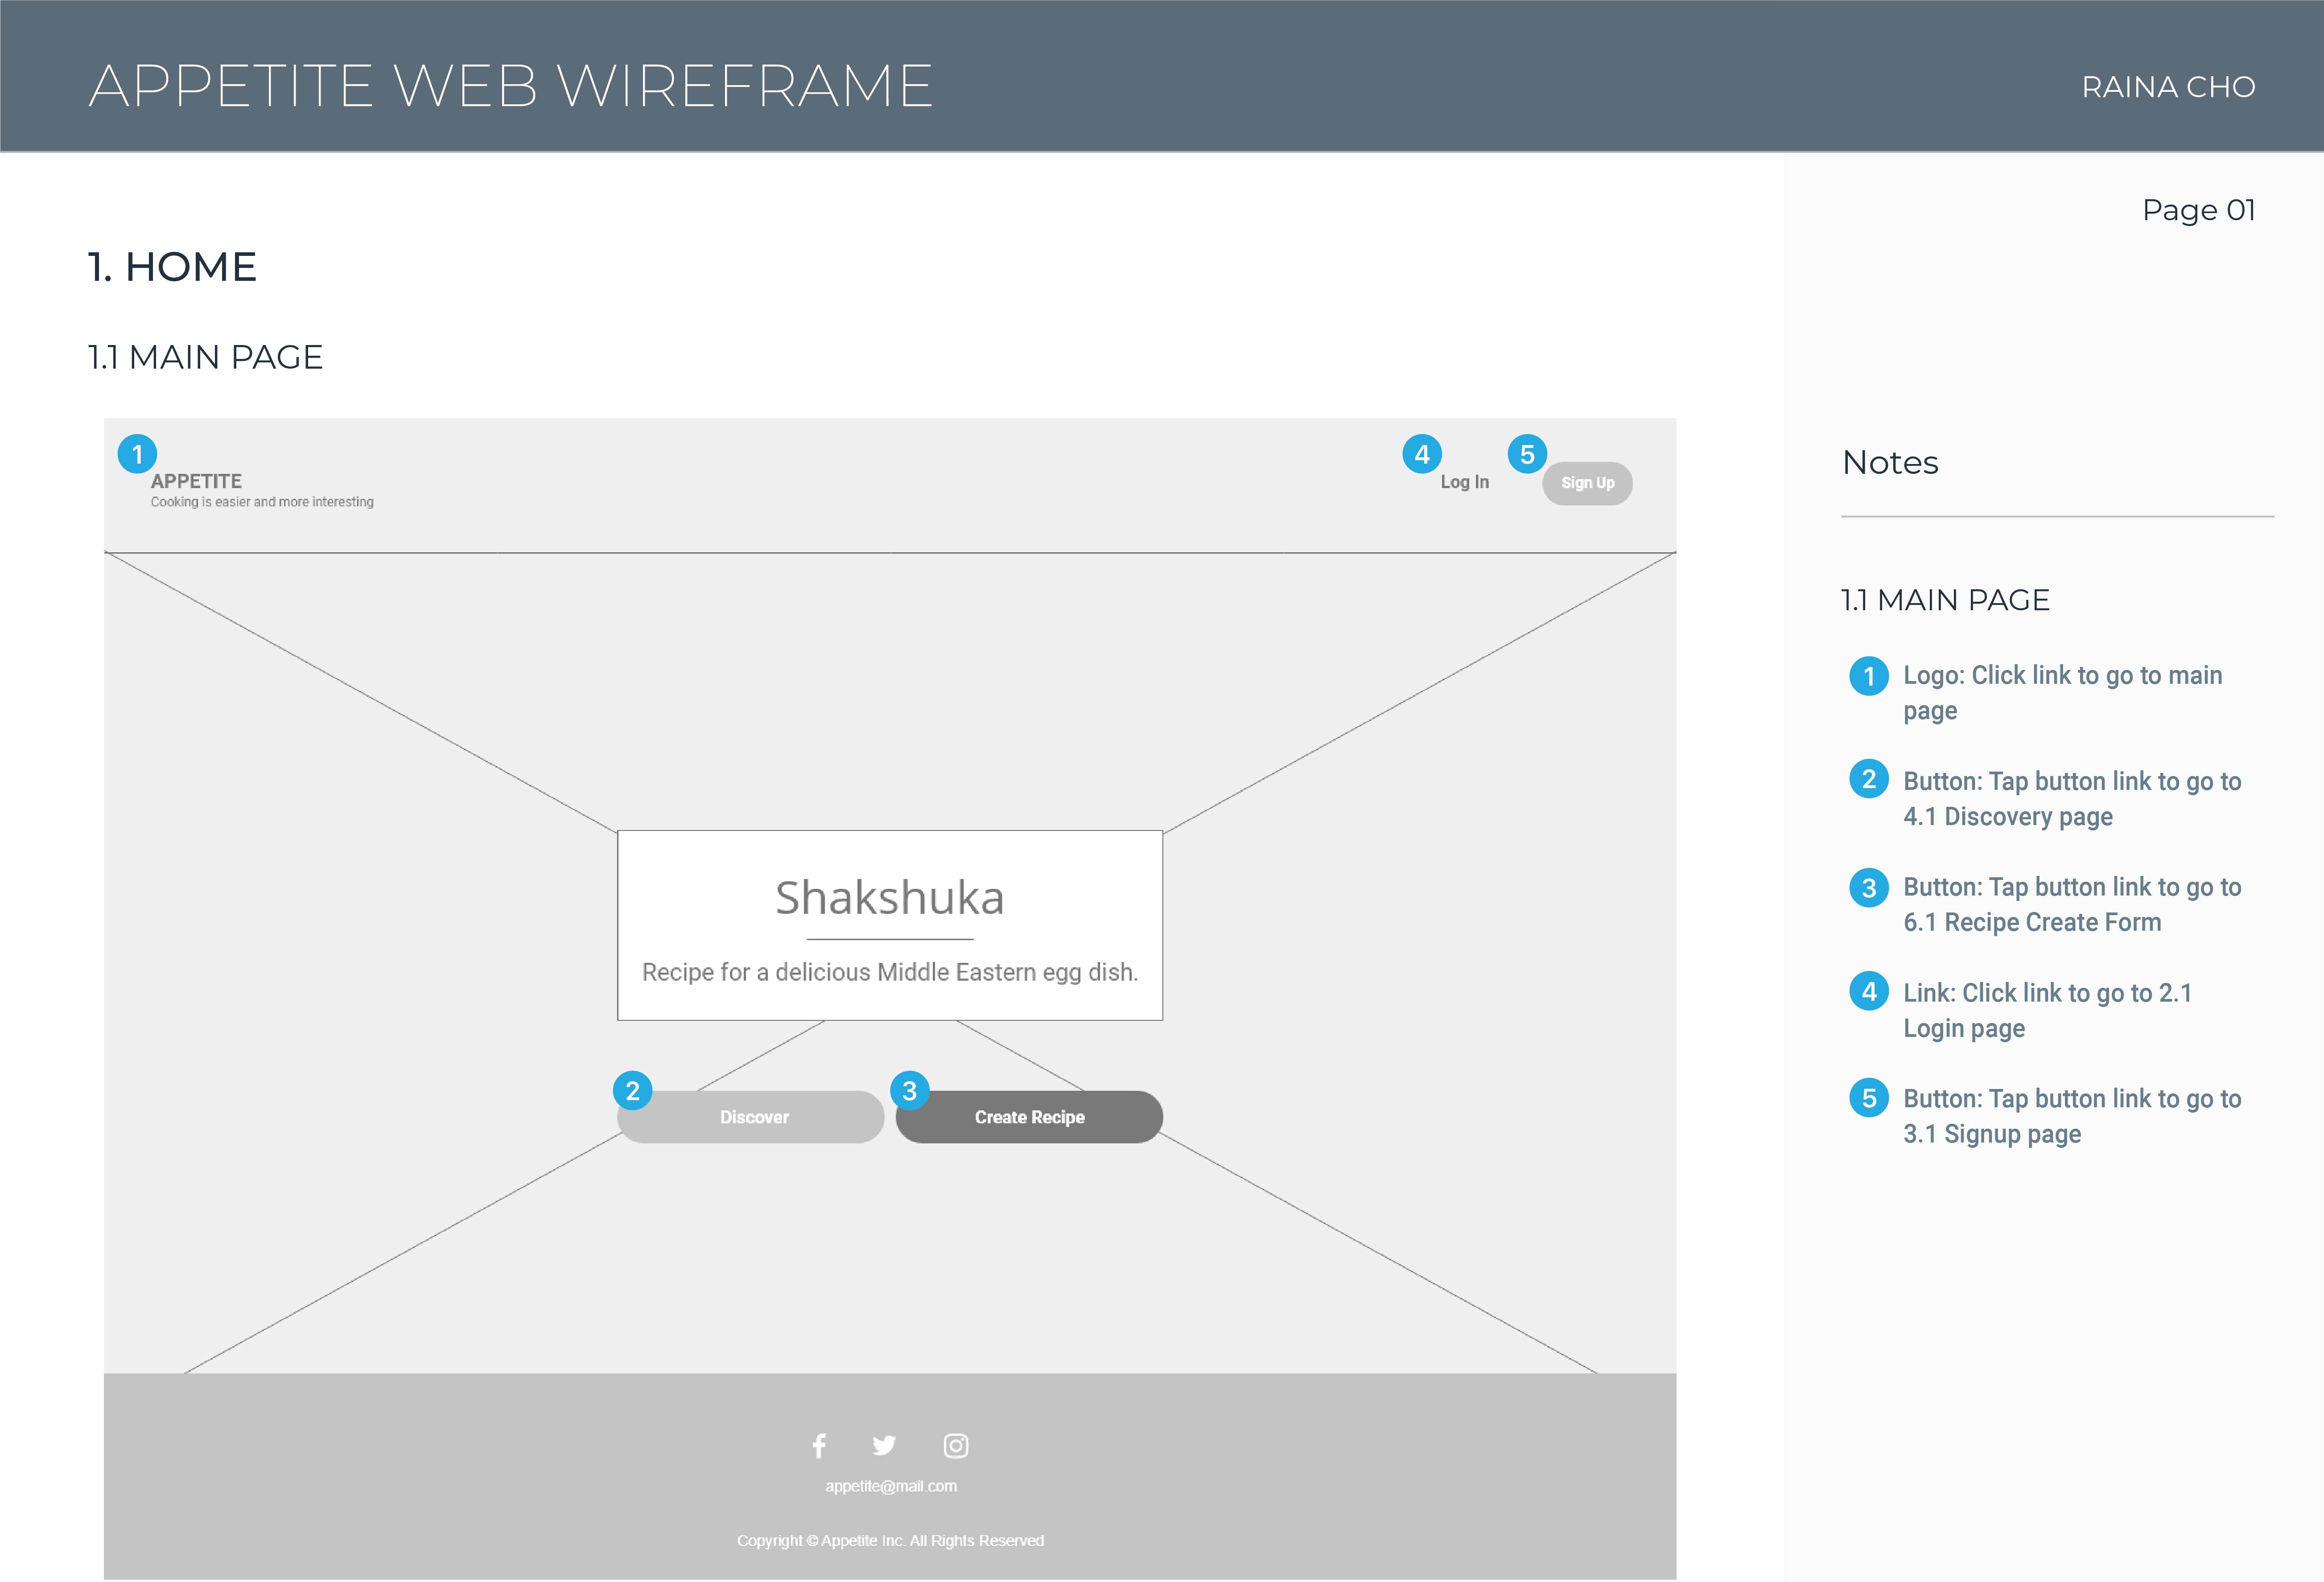 APPETITE WEB WIREFRAME
RAINA CHO
Page 01
1. HOME
1.1 MAIN PAGE
1
APPETITE
Cooking is easier and more interesting
4
Log In
5
Sign Up
Shakshuka
Recipe for a delicious Middle Eastern egg dish.
2
Discover
3
Create Recipe
appetite@mail.com
Copyright © Appetite Inc. All Rights Reserved
Notes
1.1 MAIN PAGE
1 Logo: Click link to go to main
page
2 Button: Tap button link to go to
4.1 Discovery page
3 Button: Tap button link to go to
6.1 Recipe Create Form
4 Link: Click link to go to 2.1
Login page
5 Button: Tap button link to go to
3.1 Signup page